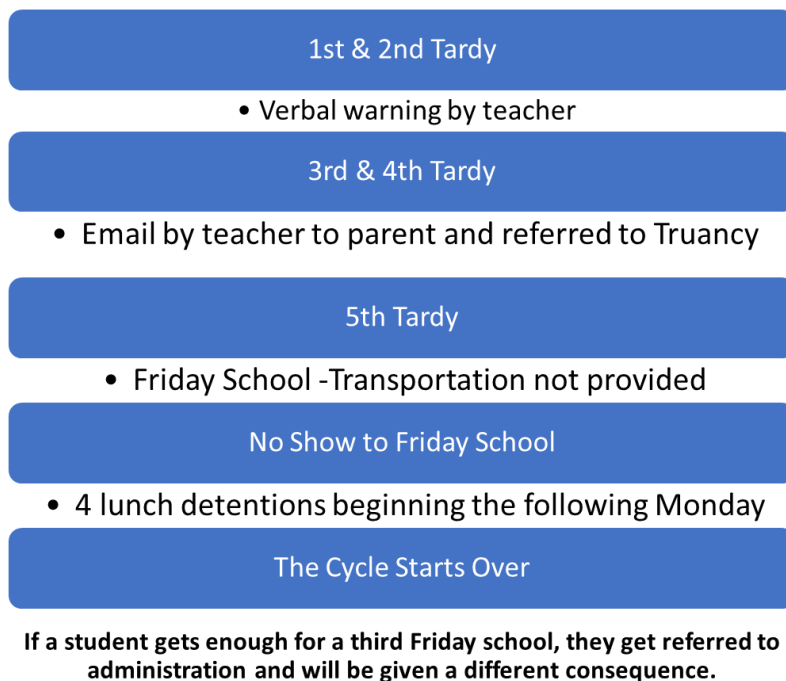 1st & 2nd Tardy
• Verbal warning by teacher
3rd & 4th Tardy
• Email by teacher to parent and referred to Truancy
5th Tardy
• Friday School -Transportation not provided
No Show to Friday School
• 4 lunch detentions beginning the following Monday
The Cycle Starts Over
If a student gets enough for a third Friday school, they get referred to
administration and will be given a different consequence.